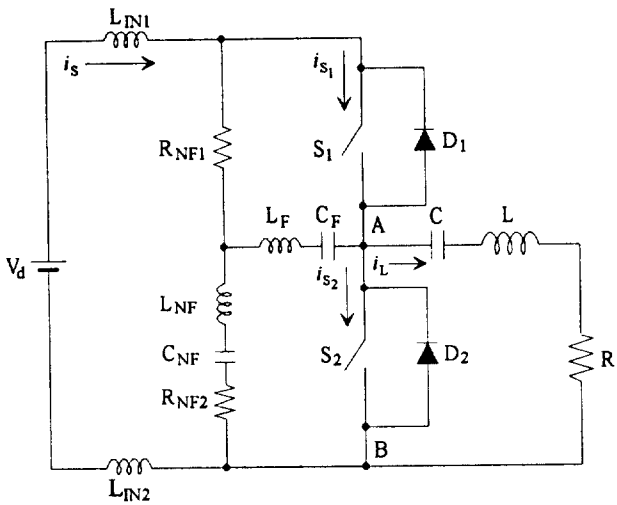 L_IN1
i_S
i_S1
R_NF1
S_1
D_1
L_F
C_F
A
C
L
i_S2
i_L
V_d
L_NF
C_NF
S_2
D_2
R
R_NF2
B
L_IN2